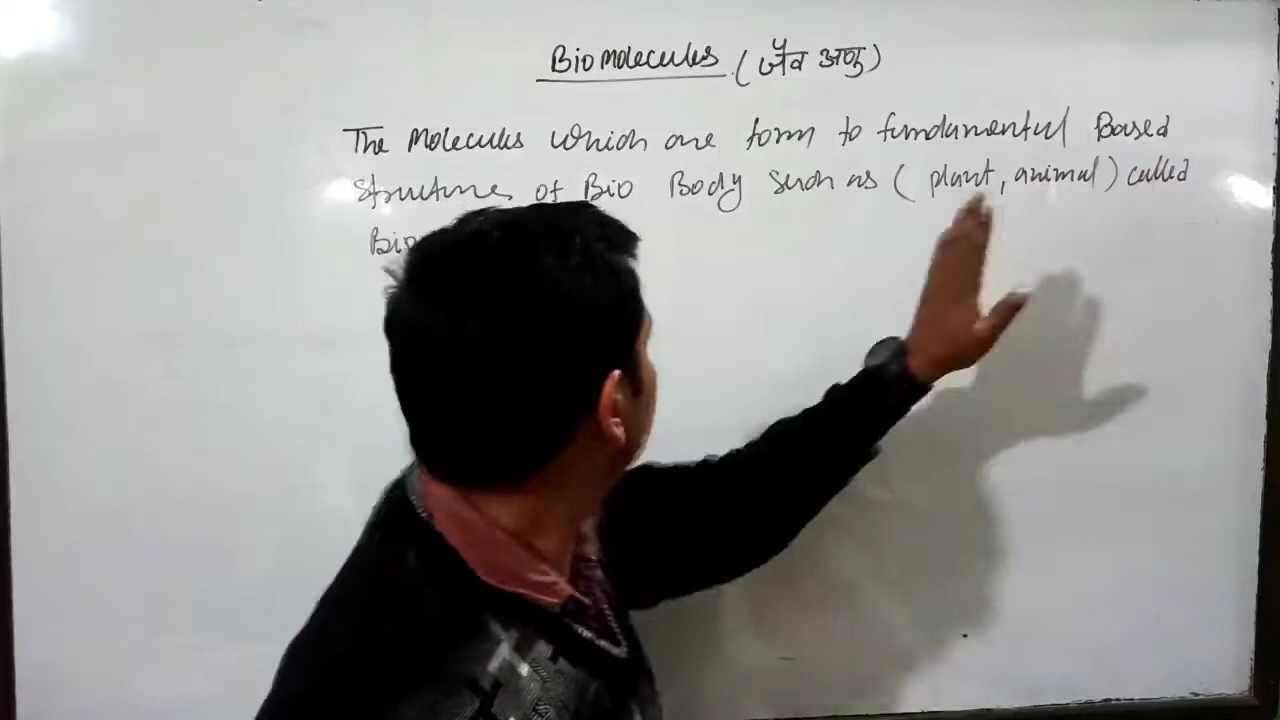 Biomolecules (जैव अणु)
The Molecules which are form to fundamental Based
Structure of Bio Body such as (plant, animal) called